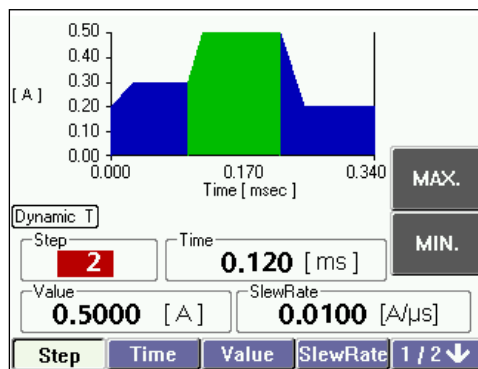 0.50
0.40
0.30
[ A ]
0.20
0.10
0.00
0.000 0.170 0.340
Time [ msec ]
MAX.
Dynamic T
MIN.
Step Time
2 0.120 [ ms ]
Value SlewRate
0.5000 [ A ] 0.0100 [A/µs]
Step Time Value SlewRate 1 / 2